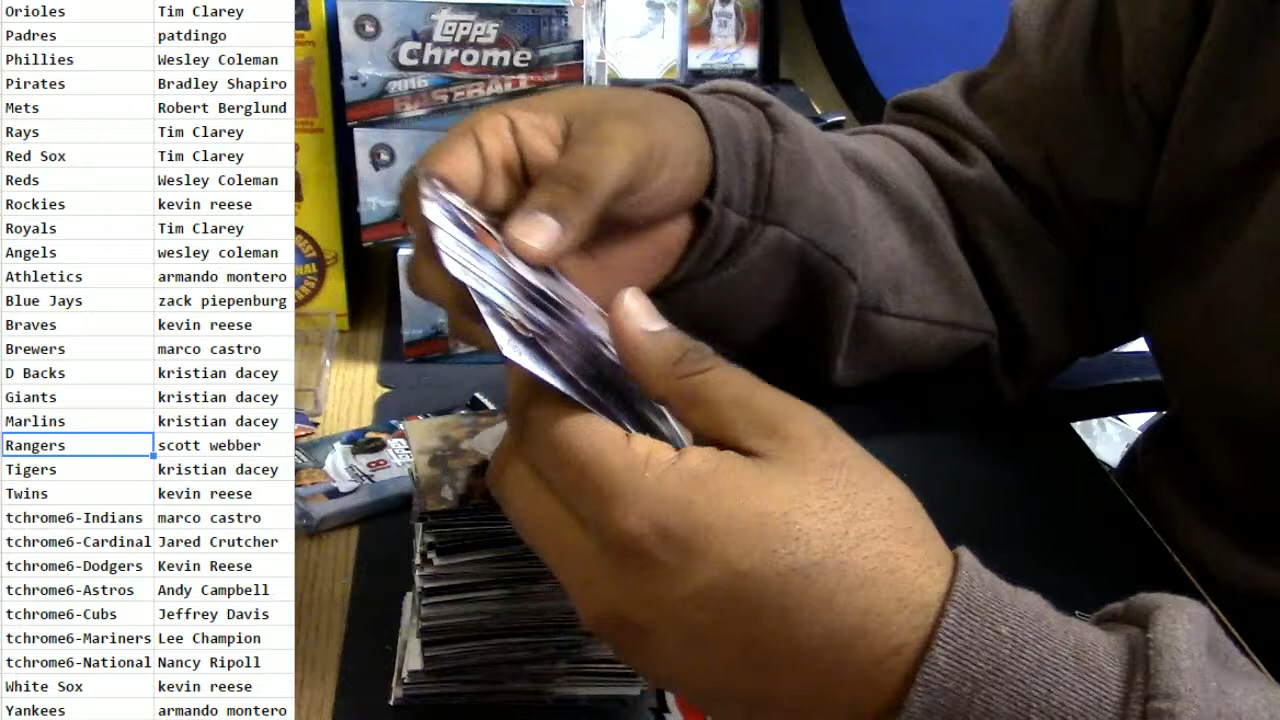 Orioles Tim Clarey
Padres patdingo
Phillies Wesley Coleman
Pirates Bradley Shapiro
Mets Robert Berglund
Rays Tim Clarey
Red Sox Tim Clarey
Reds Wesley Coleman
Rockies kevin reese
Royals Tim Clarey
Angels wesley coleman
Athletics armando montero
Blue Jays zack piepenburg
Braves kevin reese
Brewers marco castro
D Backs kristian dacey
Giants kristian dacey
Marlins kristian dacey
Rangers scott webber
Tigers kristian dacey
Twins kevin reese
tchrome6-Indians marco castro
tchrome6-Cardinal Jared Crutcher
tchrome6-Dodgers Kevin Reese
tchrome6-Astros Andy Campbell
tchrome6-Cubs Jeffrey Davis
tchrome6-Mariners Lee Champion
tchrome6-National Nancy Ripoll
White Sox kevin reese
Yankees armando montero
Topps
Chrome
2016
BASEBALL